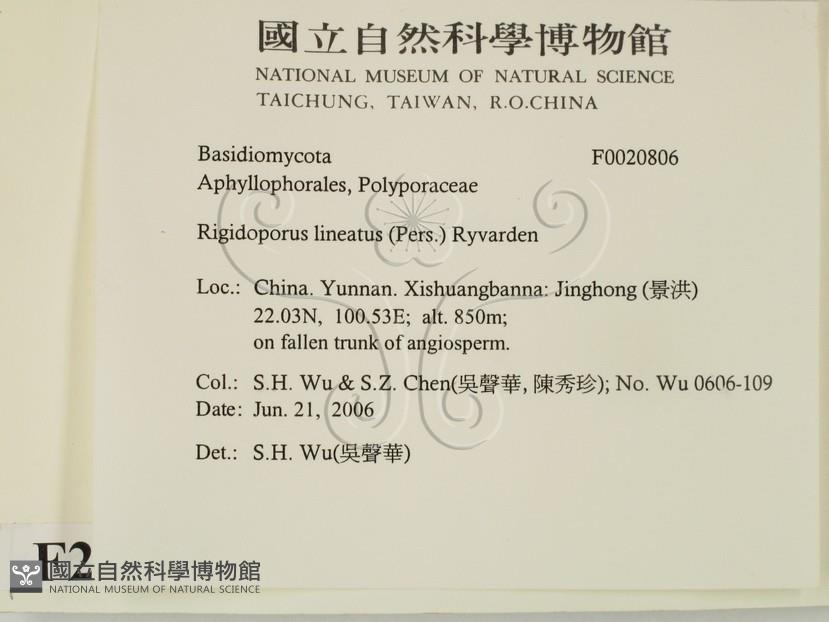 國立自然科學博物館
NATIONAL MUSEUM OF NATURAL SCIENCE
TAICHUNG, TAIWAN, R.O.CHINA
Basidiomycota F0020806
Aphyllophorales, Polyporaceae
Rigidoporus lineatus (Pers.) Ryvarden
Loc.: China. Yunnan. Xishuangbanna: Jinghong (景洪)
22.03N, 100.53E; alt. 850m;
on fallen trunk of angiosperm.
Col.: S.H. Wu & S.Z. Chen(吳聲華, 陳秀珍); No. Wu 0606-109
Date: Jun. 21, 2006
Det.: S.H. Wu(吳聲華)
F2
國立自然科學博物館
NATIONAL MUSEUM OF NATURAL SCIENCE